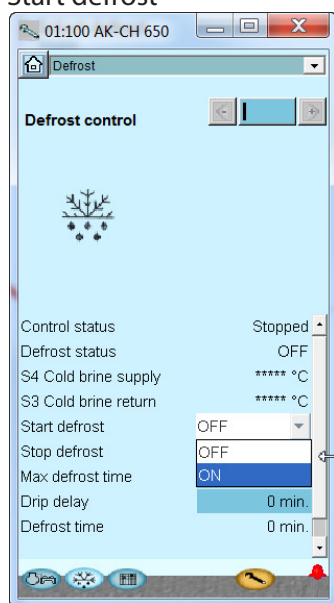 Start defrost
01:100 AK-CH 650
Defrost
Defrost control
Control status Stopped
Defrost status OFF
S4 Cold brine supply ***** °C
S3 Cold brine return ***** °C
Start defrost OFF
Stop defrost OFF
Max defrost time ON
Drip delay 0 min.
Defrost time 0 min.